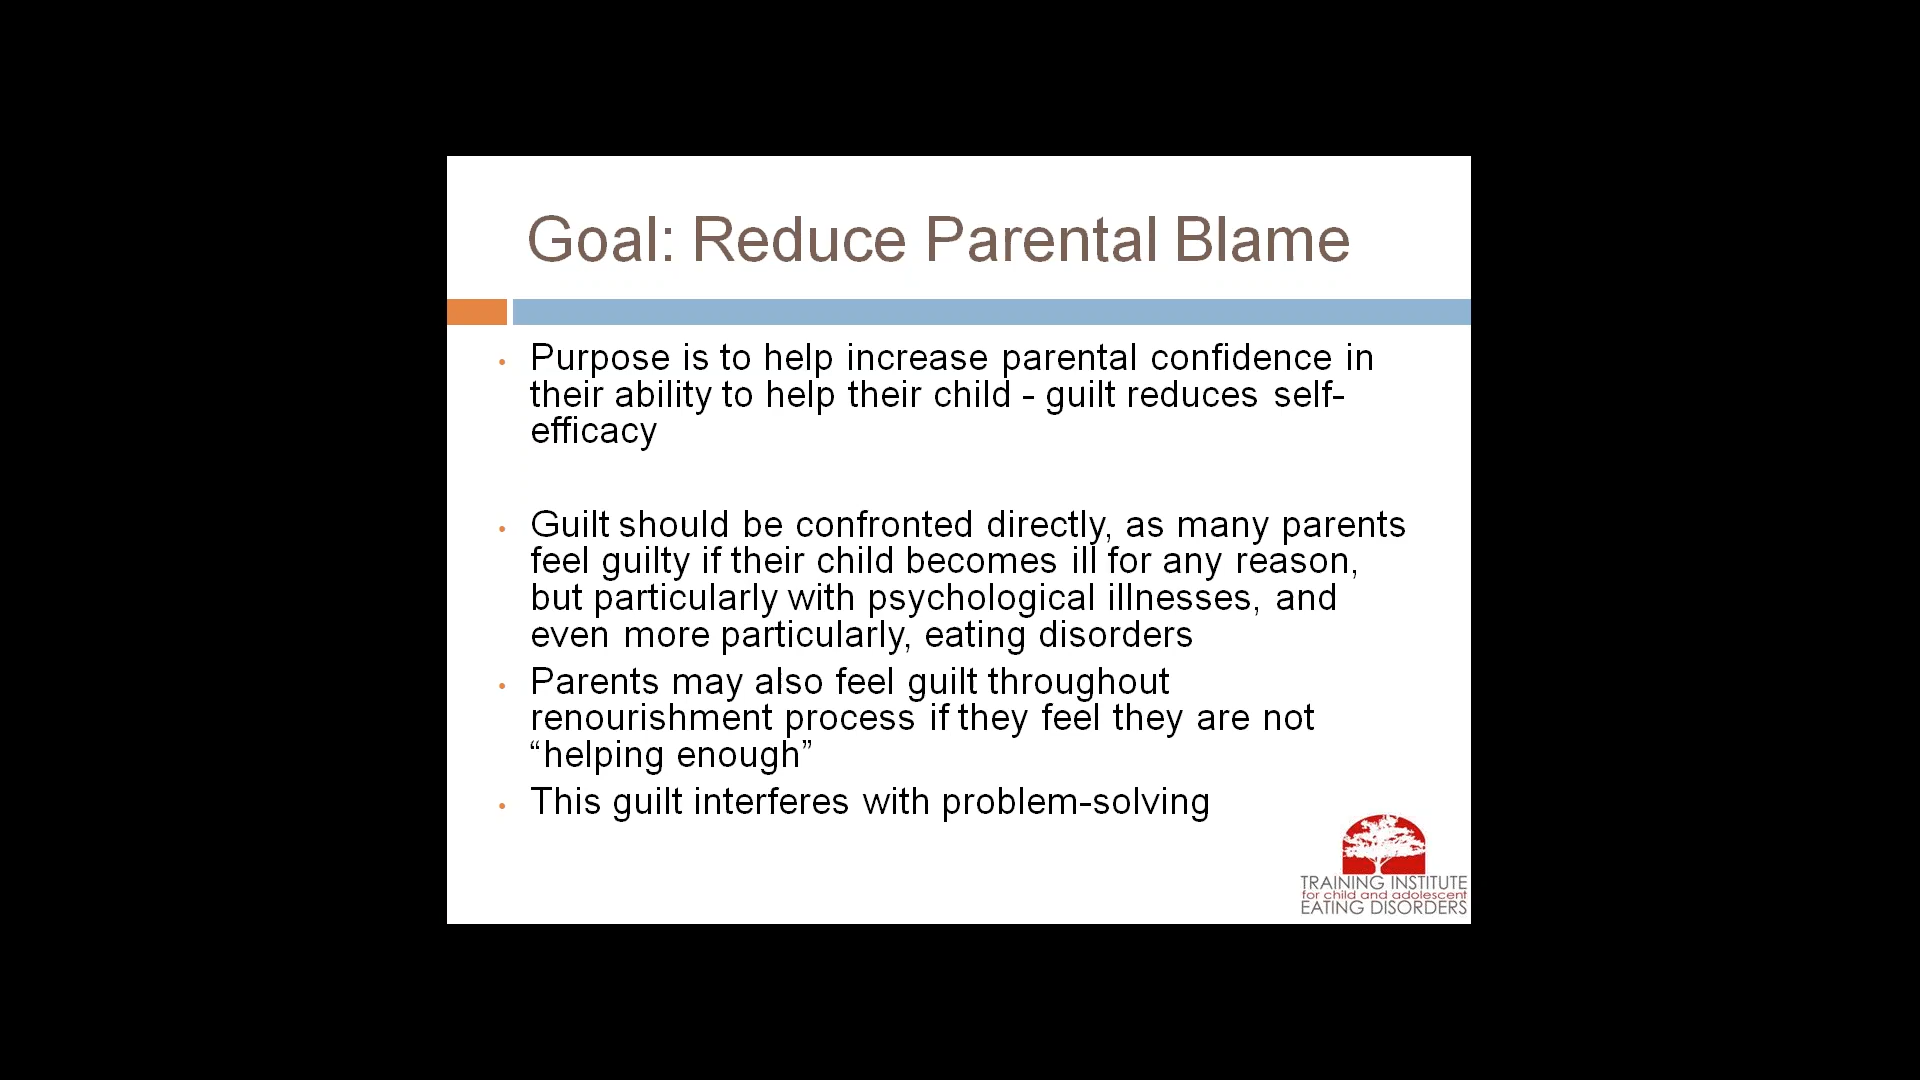 Goal: Reduce Parental Blame
• Purpose is to help increase parental confidence in
their ability to help their child - guilt reduces self-
efficacy
• Guilt should be confronted directly, as many parents
feel guilty if their child becomes ill for any reason,
but particularly with psychological illnesses, and
even more particularly, eating disorders
• Parents may also feel guilt throughout
renourishment process if they feel they are not
“helping enough”
• This guilt interferes with problem-solving
TRAINING INSTITUTE
for child and adolescent
EATING DISORDERS